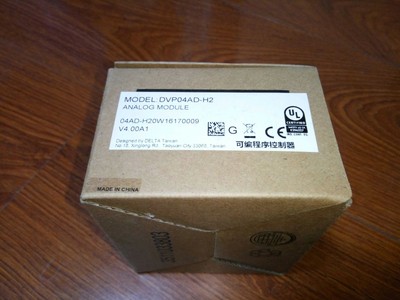 MODEL: DVP04AD-H2
ANALOG MODULE
04AD-H20W16170009
V4.00A1
G
UL
Designed by DELTA Taiwan
可编程序控制器
MADE IN CHINA